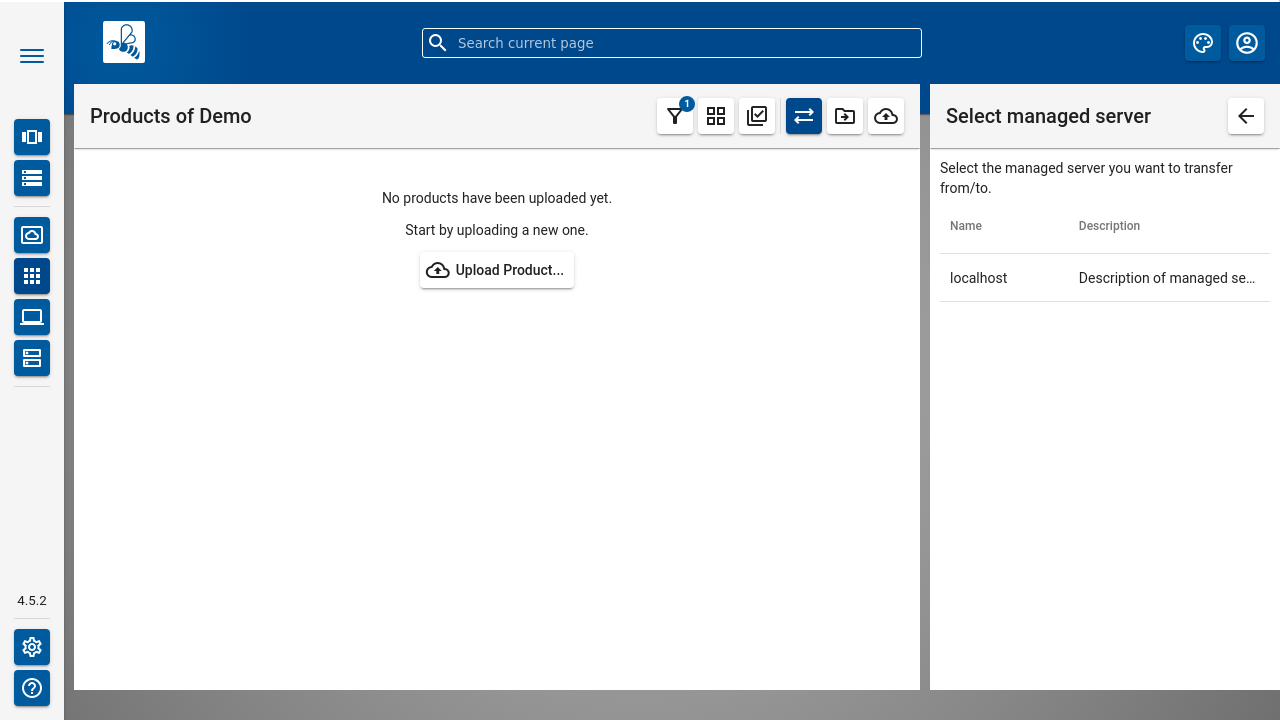 Search current page
Products of Demo
1
Select managed server
No products have been uploaded yet.
Start by uploading a new one.
Upload Product...
Select the managed server you want to transfer
from/to.
Name Description
localhost Description of managed se...
4.5.2